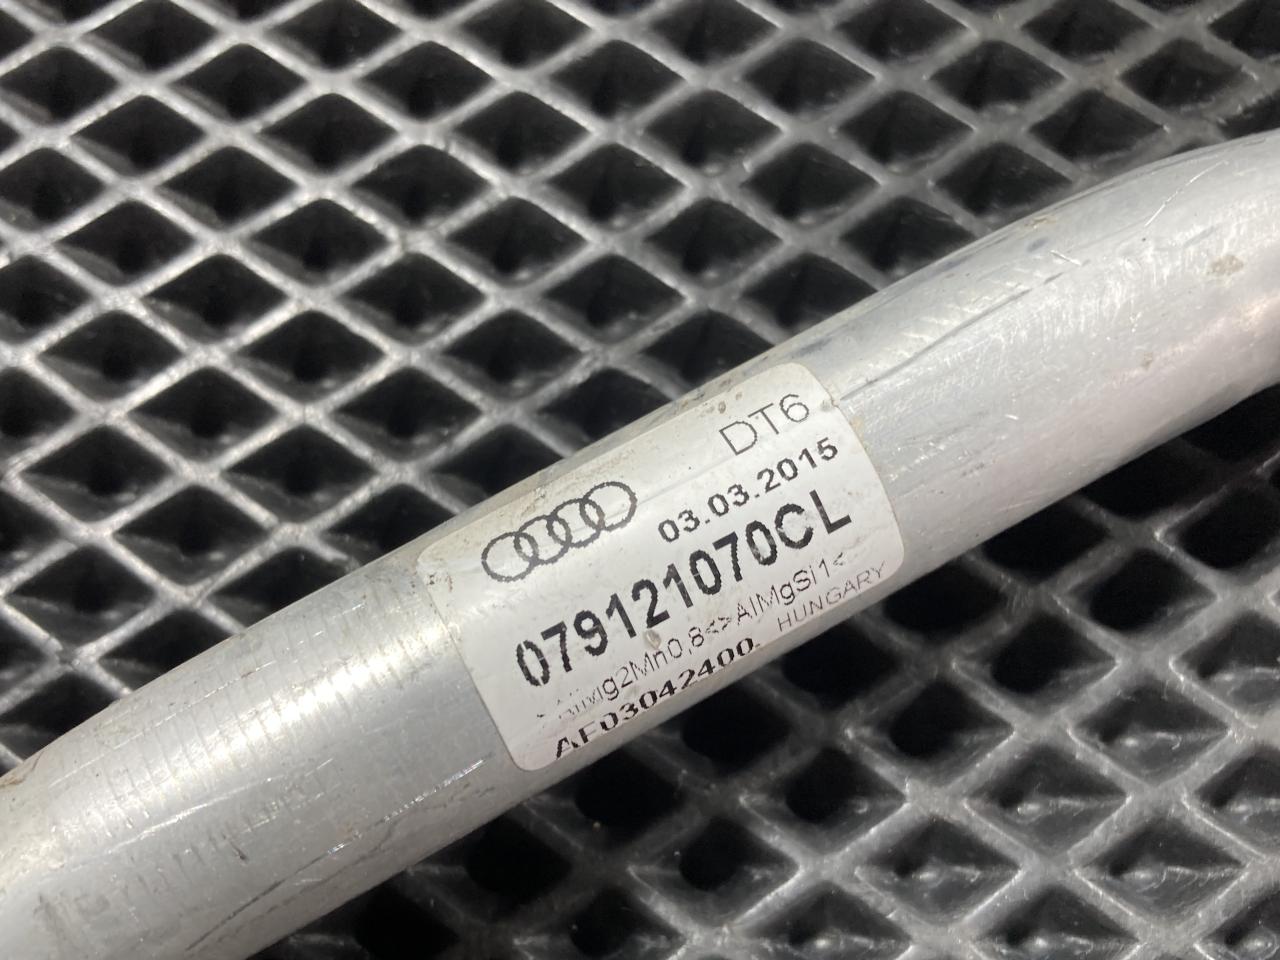 DT6
03.03.2015
079121070CL
>AlMg2Mn0,8<>AlMgSi1<
AF03042400 HUNGARY